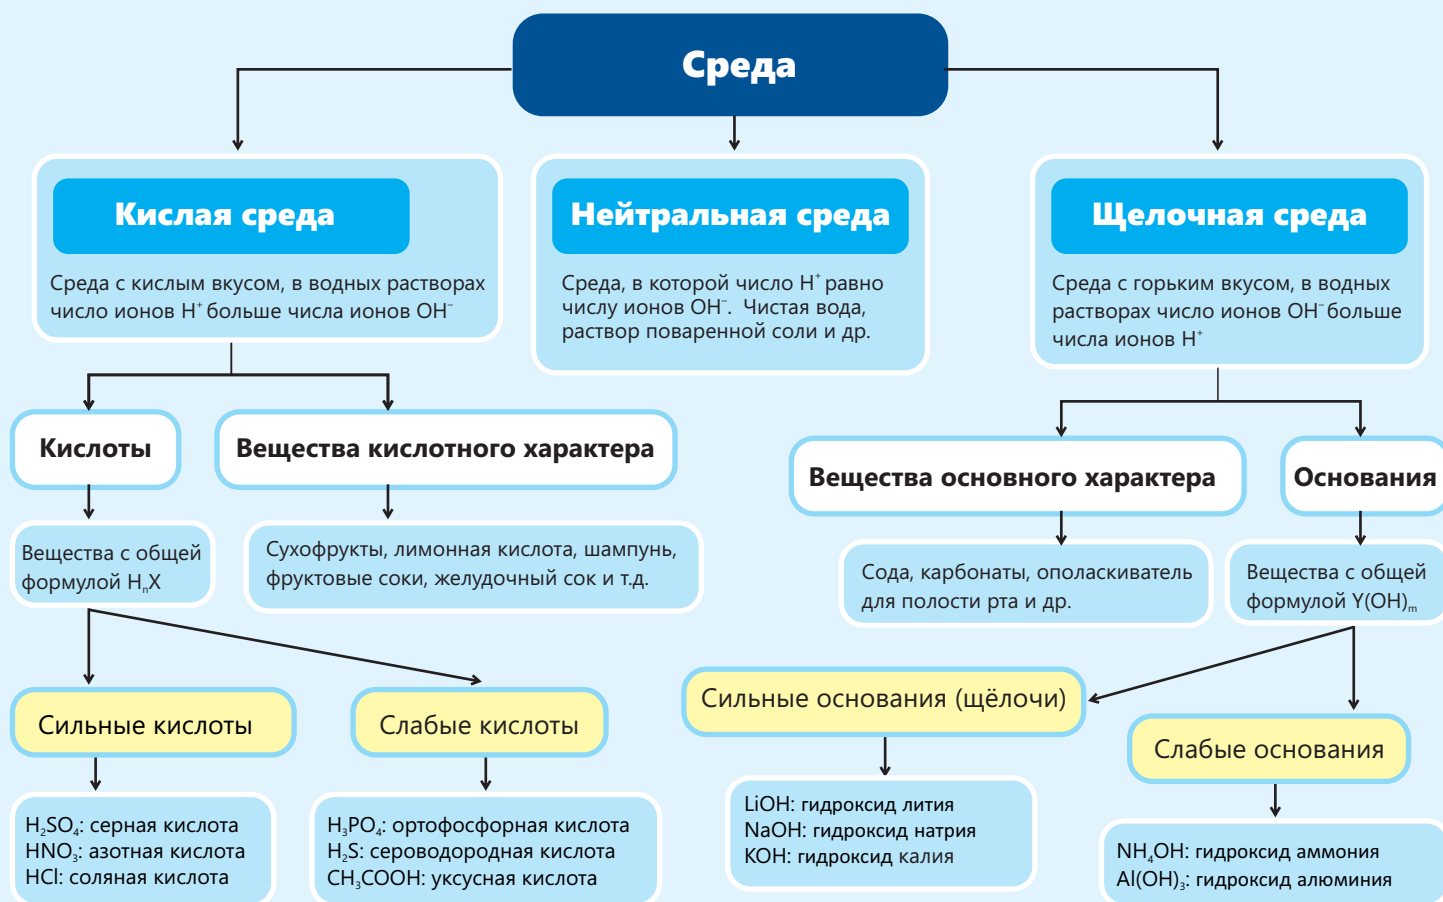 Среда
Кислая среда
Среда с кислым вкусом, в водных растворах
число ионов H⁺ больше числа ионов OH⁻
Нейтральная среда
Среда, в которой число H⁺ равно
числу ионов OH⁻. Чистая вода,
раствор поваренной соли и др.
Щелочная среда
Среда с горьким вкусом, в водных
растворах число ионов OH⁻ больше
числа ионов H⁺
Кислоты
Вещества кислотного характера
Вещества основного характера
Основания
Вещества с общей
формулой HₙX
Сухофрукты, лимонная кислота, шампунь,
фруктовые соки, желудочный сок и т.д.
Сода, карбонаты, ополаскиватель
для полости рта и др.
Вещества с общей
формулой Y(OH)ₘ
Сильные кислоты
Слабые кислоты
Сильные основания (щёлочи)
Слабые основания
H₂SO₄: серная кислота
HNO₃: азотная кислота
HCl: соляная кислота
H₃PO₄: ортофосфорная кислота
H₂S: сероводородная кислота
CH₃COOH: уксусная кислота
LiOH: гидроксид лития
NaOH: гидроксид натрия
KOH: гидроксид калия
NH₄OH: гидроксид аммония
Al(OH)₃: гидроксид алюминия